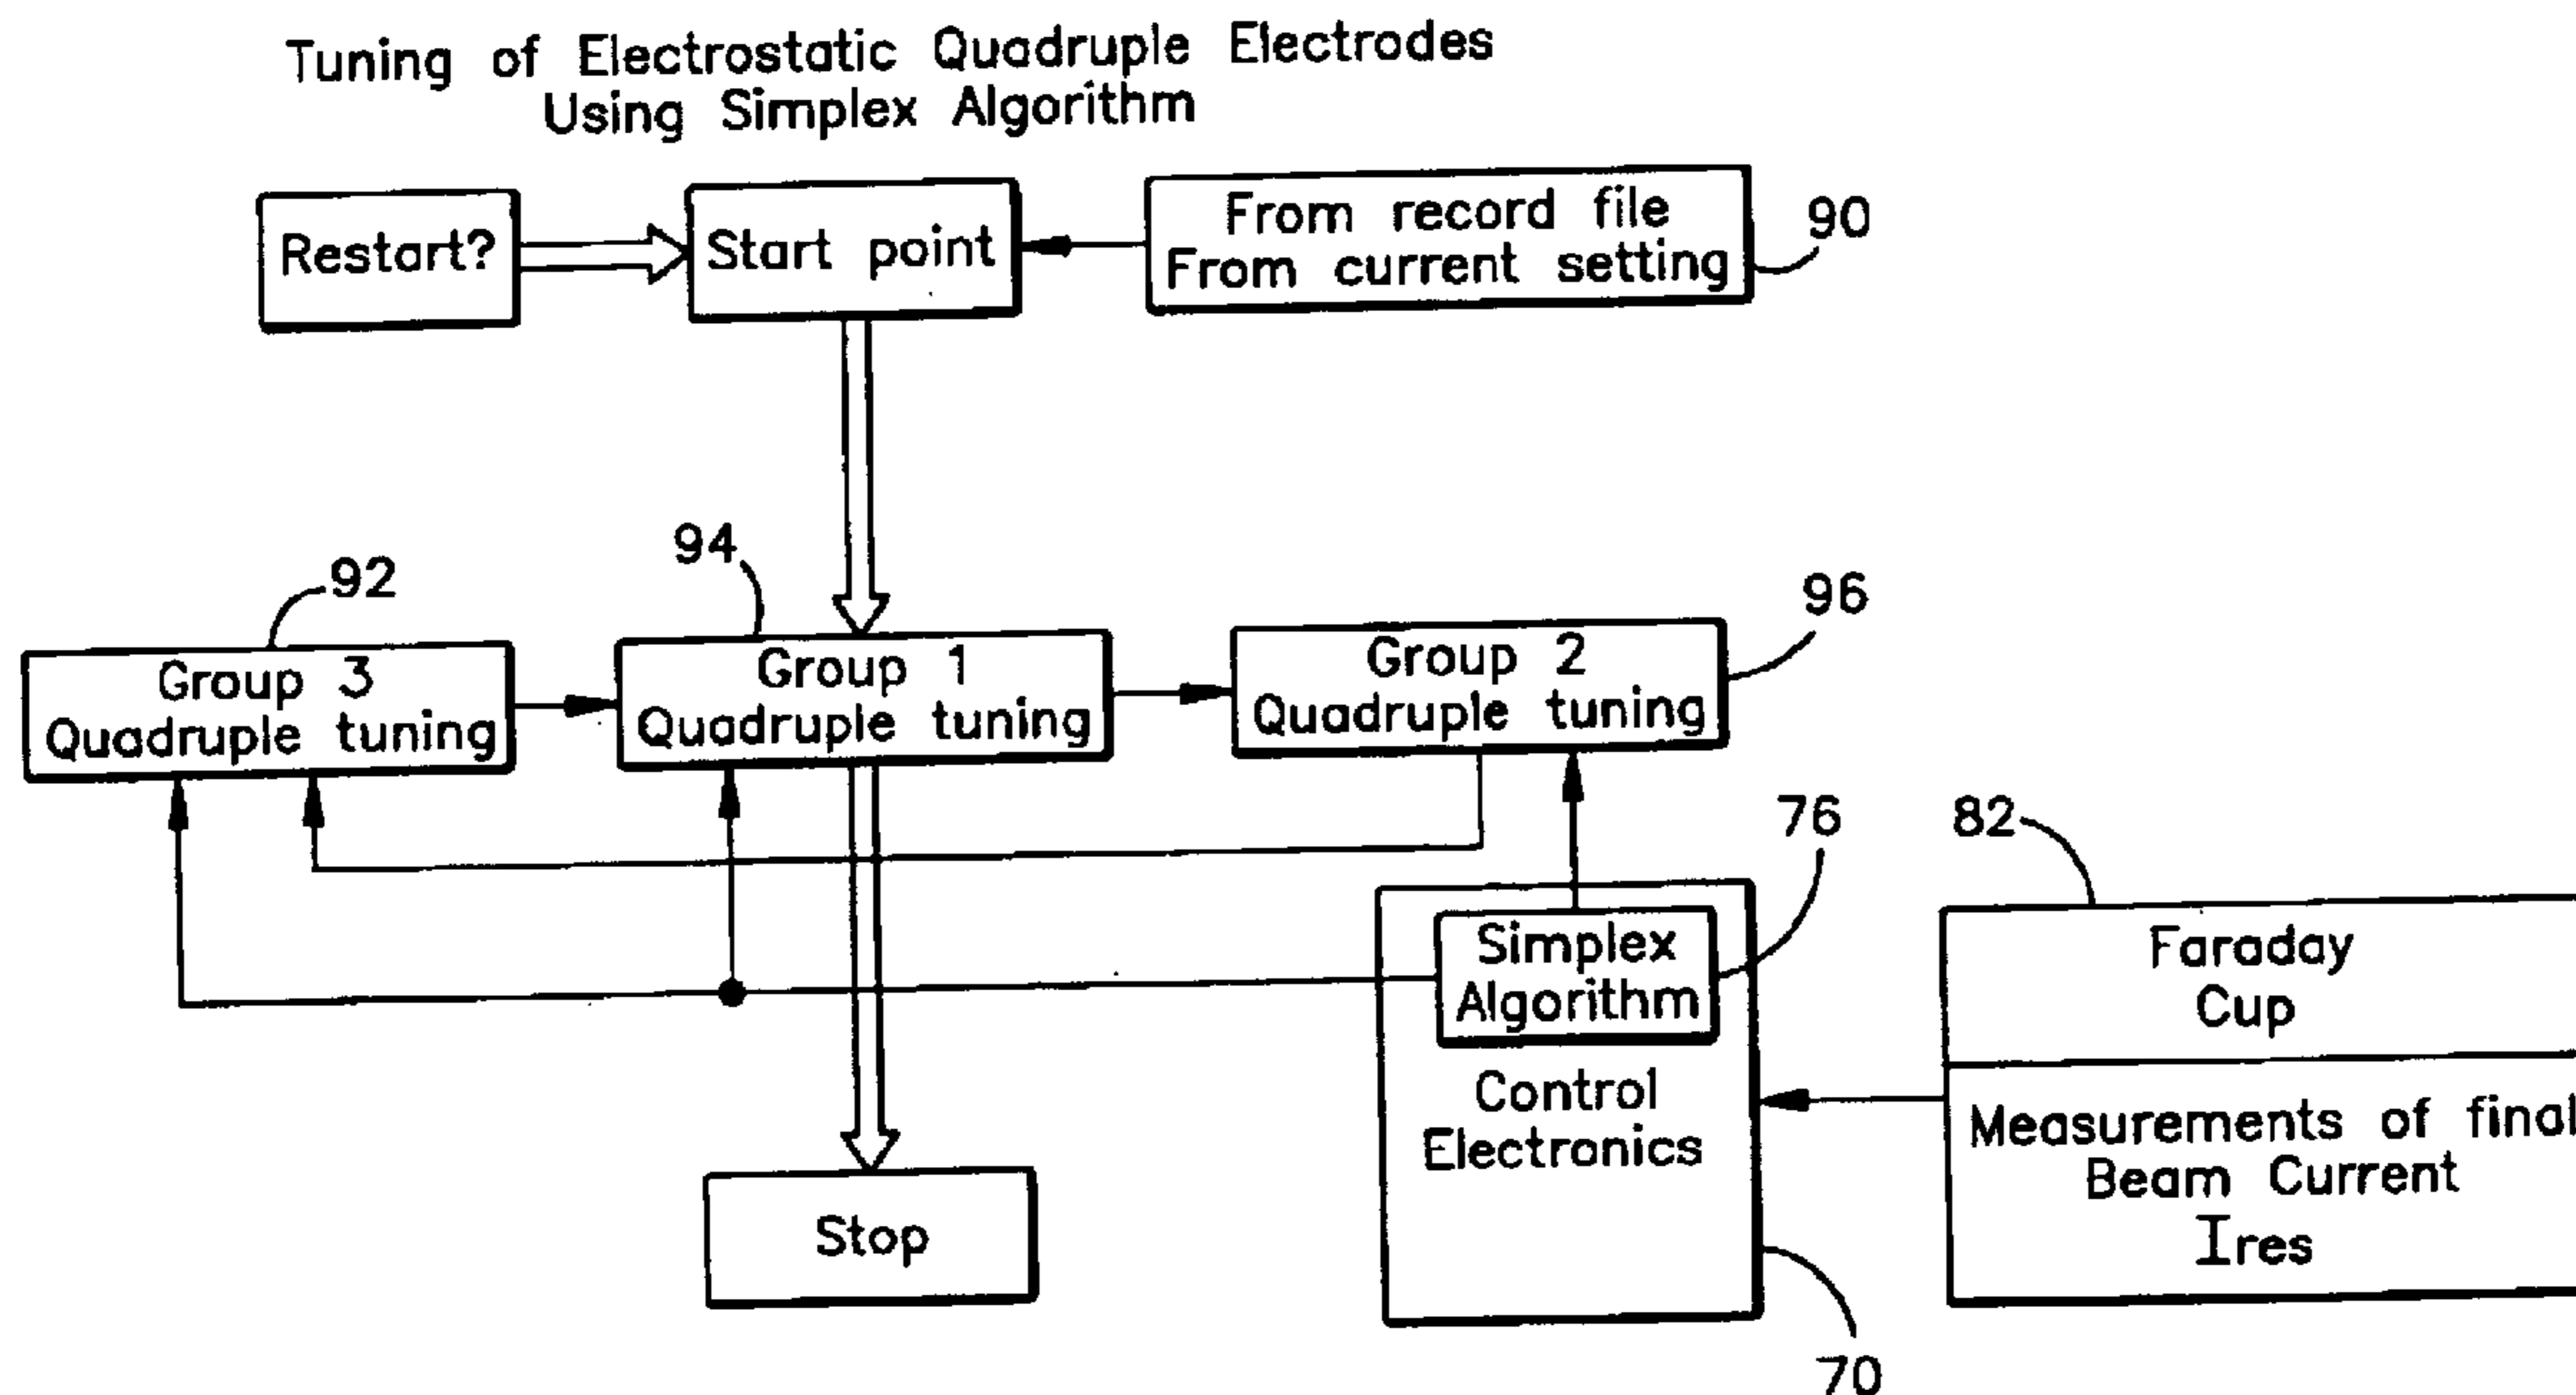 Tuning of Electrostatic Quadruple Electrodes
Using Simplex Algorithm
Restart?
Start point
From record file
From current setting
90
92
94
96
Group 3
Quadruple tuning
Group 1
Quadruple tuning
Group 2
Quadruple tuning
76
82
Simplex
Algorithm
Control
Electronics
Faraday
Cup
Measurements of final
Beam Current
Ires
Stop
70